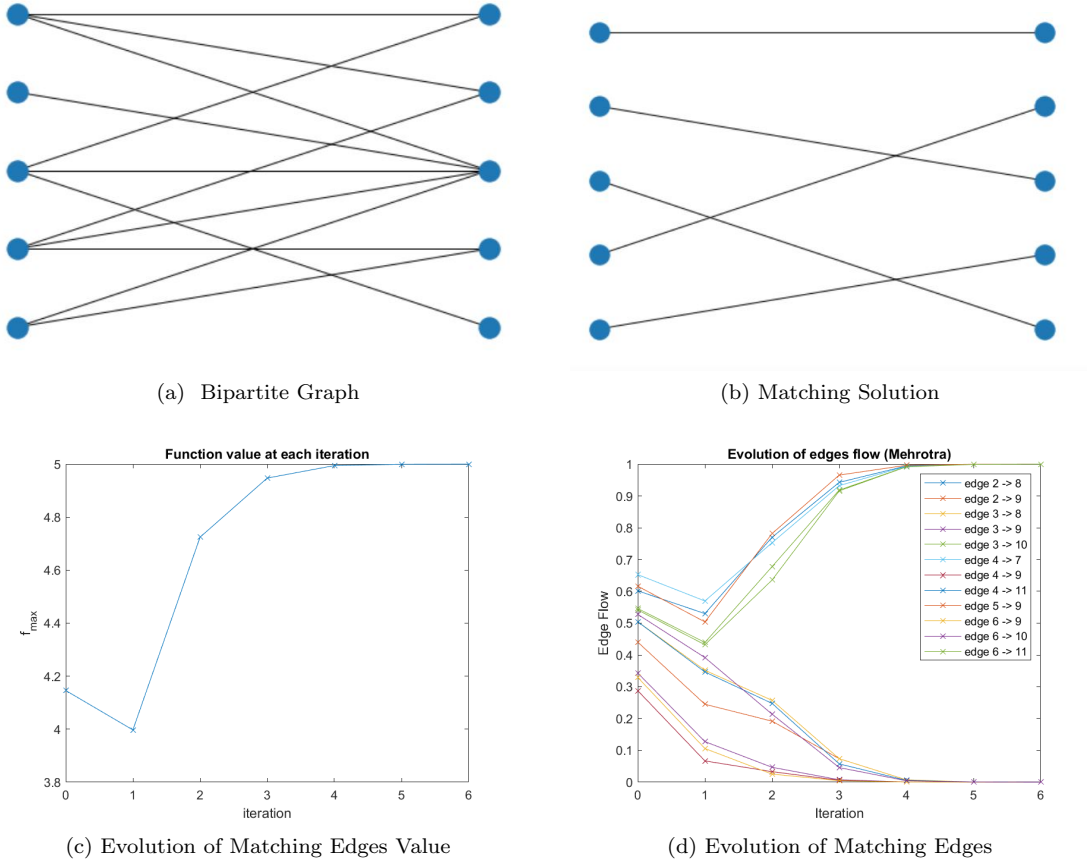 (a) Bipartite Graph
(b) Matching Solution
Function value at each iteration
5
4.8
4.6
4.4
4.2
4
3.8
f_max
0 1 2 3 4 5 6
iteration
(c) Evolution of Matching Edges Value
Evolution of edges flow (Mehrotra)
1
0.9
0.8
0.7
0.6
0.5
0.4
0.3
0.2
0.1
0
Edge Flow
0 1 2 3 4 5 6
Iteration
edge 2 -> 8
edge 2 -> 9
edge 3 -> 8
edge 3 -> 9
edge 3 -> 10
edge 4 -> 7
edge 4 -> 9
edge 4 -> 11
edge 5 -> 9
edge 6 -> 9
edge 6 -> 10
edge 6 -> 11
(d) Evolution of Matching Edges